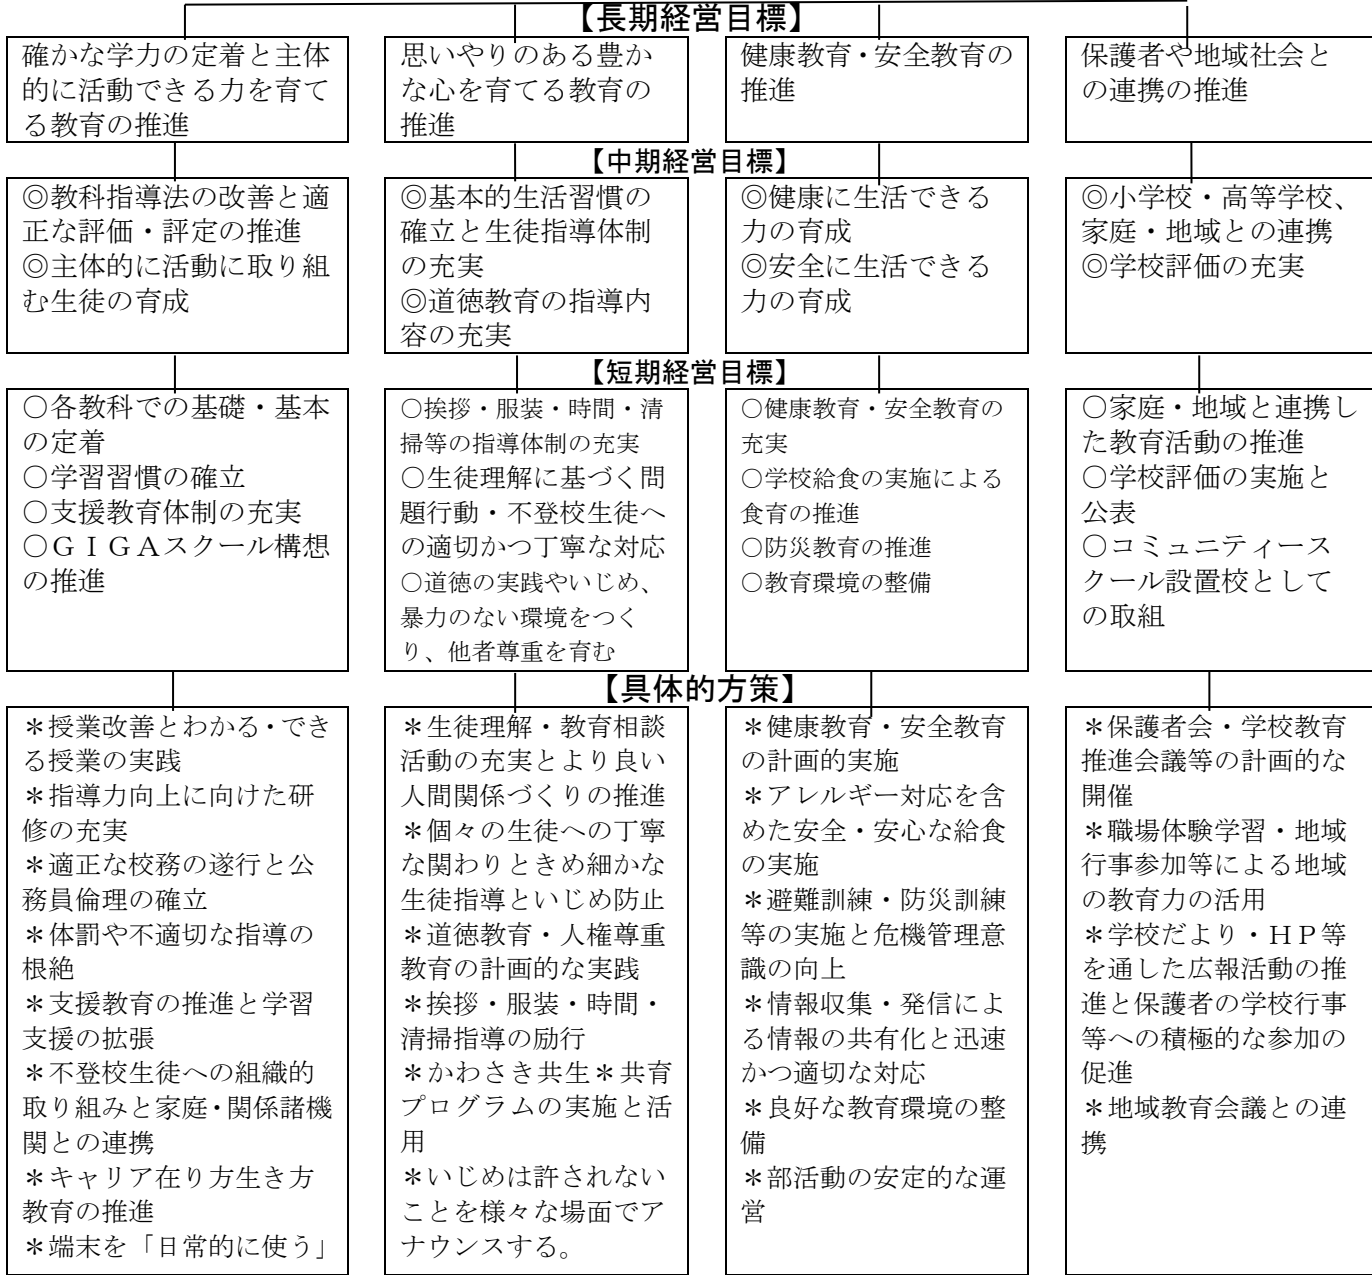 【長期経営目標】
確かな学力の定着と主体
的に活動できる力を育て
る教育の推進
思いやりのある豊か
な心を育てる教育の
推進
健康教育・安全教育の
推進
保護者や地域社会と
の連携の推進
【中期経営目標】
◎教科指導法の改善と適
正な評価・評定の推進
◎主体的に活動に取り組
む生徒の育成
◎基本的生活習慣の
確立と生徒指導体制
の充実
◎道徳教育の指導内
容の充実
◎健康に生活できる
力の育成
◎安全に生活できる
力の育成
◎小学校・高等学校、
家庭・地域との連携
◎学校評価の充実
【短期経営目標】
○各教科での基礎・基本
の定着
○学習習慣の確立
○支援教育体制の充実
○ＧＩＧＡスクール構想
の推進
○挨拶・服装・時間・清
掃等の指導体制の充実
○生徒理解に基づく問
題行動・不登校生徒へ
の適切かつ丁寧な対応
○道徳の実践やいじめ、
暴力のない環境をつく
り、他者尊重を育む
○健康教育・安全教育の
充実
○学校給食の実施による
食育の推進
○防災教育の推進
○教育環境の整備
○家庭・地域と連携し
た教育活動の推進
○学校評価の実施と
公表
○コミュニティース
クール設置校として
の取組
【具体的方策】
＊授業改善とわかる・でき
る授業の実践
＊指導力向上に向けた研
修の充実
＊適正な校務の遂行と公
務員倫理の確立
＊体罰や不適切な指導の
根絶
＊支援教育の推進と学習
支援の拡張
＊不登校生徒への組織的
取り組みと家庭・関係諸機
関との連携
＊キャリア在り方生き方
教育の推進
＊端末を「日常的に使う」
＊生徒理解・教育相談
活動の充実とより良い
人間関係づくりの推進
＊個々の生徒への丁寧
な関わりときめ細かな
生徒指導といじめ防止
＊道徳教育・人権尊重
教育の計画的な実践
＊挨拶・服装・時間・
清掃指導の励行
＊かわさき共生＊共育
プログラムの実施と活
用
＊いじめは許されない
ことを様々な場面でア
ナウンスする。
＊健康教育・安全教育
の計画的実施
＊アレルギー対応を含
めた安全・安心な給食
の実施
＊避難訓練・防災訓練
等の実施と危機管理意
識の向上
＊情報収集・発信によ
る情報の共有化と迅速
かつ適切な対応
＊良好な教育環境の整
備
＊部活動の安定的な運
営
＊保護者会・学校教育
推進会議等の計画的な
開催
＊職場体験学習・地域
行事参加等による地域
の教育力の活用
＊学校だより・ＨＰ等
を通した広報活動の推
進と保護者の学校行事
等への積極的な参加の
促進
＊地域教育会議との連
携